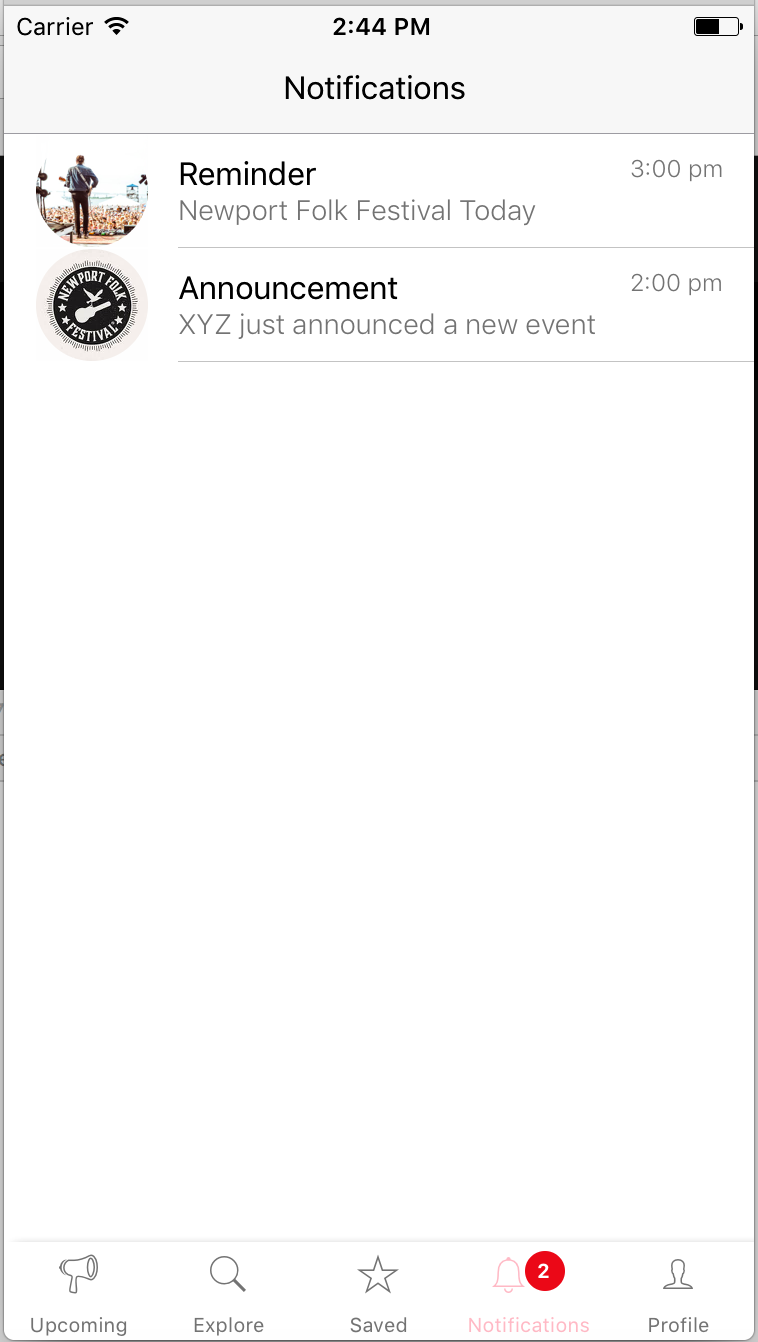 Carrier 2:44 PM
Notifications
Reminder 3:00 pm
Newport Folk Festival Today
NEWPORT FOLK
FESTIVAL
Announcement 2:00 pm
XYZ just announced a new event
2
Upcoming Explore Saved Notifications Profile